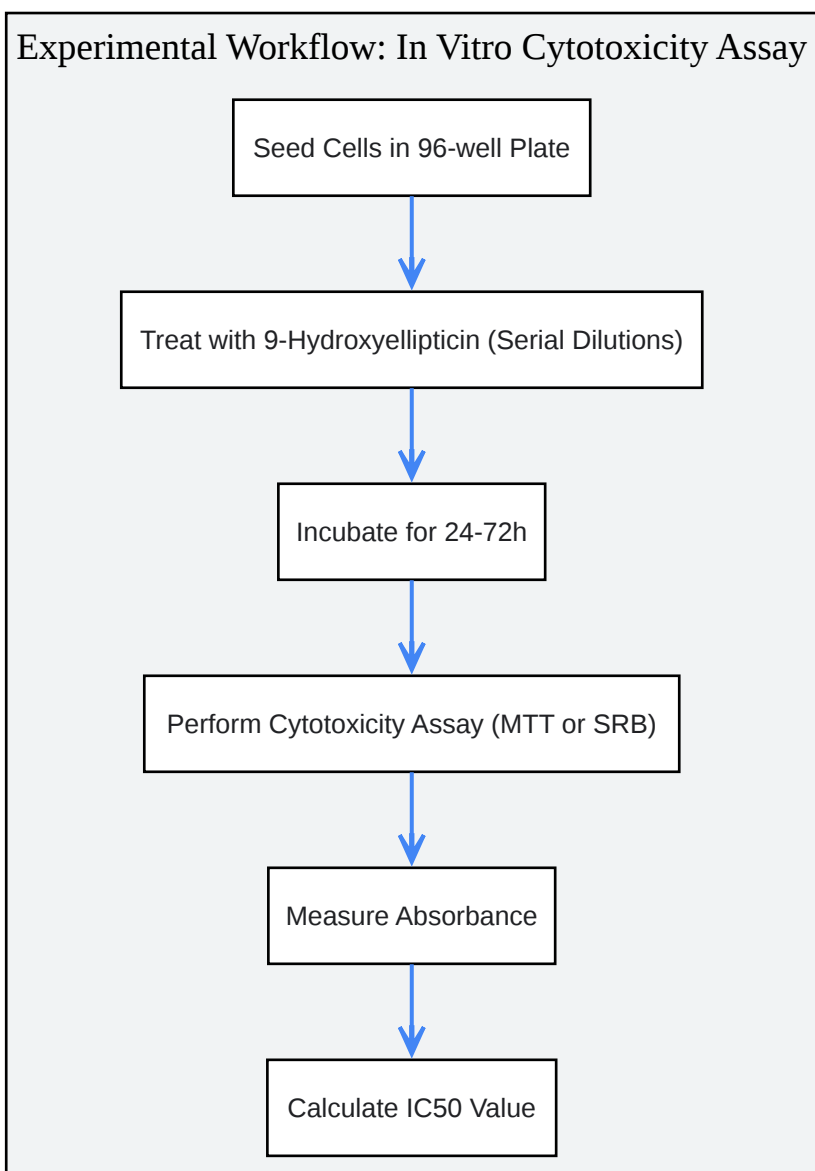 Experimental Workflow: In Vitro Cytotoxicity Assay
Seed Cells in 96-well Plate
Treat with 9-Hydroxyellipticin (Serial Dilutions)
Incubate for 24-72h
Perform Cytotoxicity Assay (MTT or SRB)
Measure Absorbance
Calculate IC50 Value